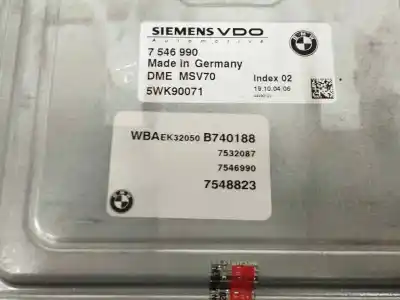 SIEMENS VDO
Automotive
7 546 990
Made in Germany
DME MSV70
Index 02
5WK90071
19.10.04/06
WBAEK32050 B740188
7532087
7546990
7548823